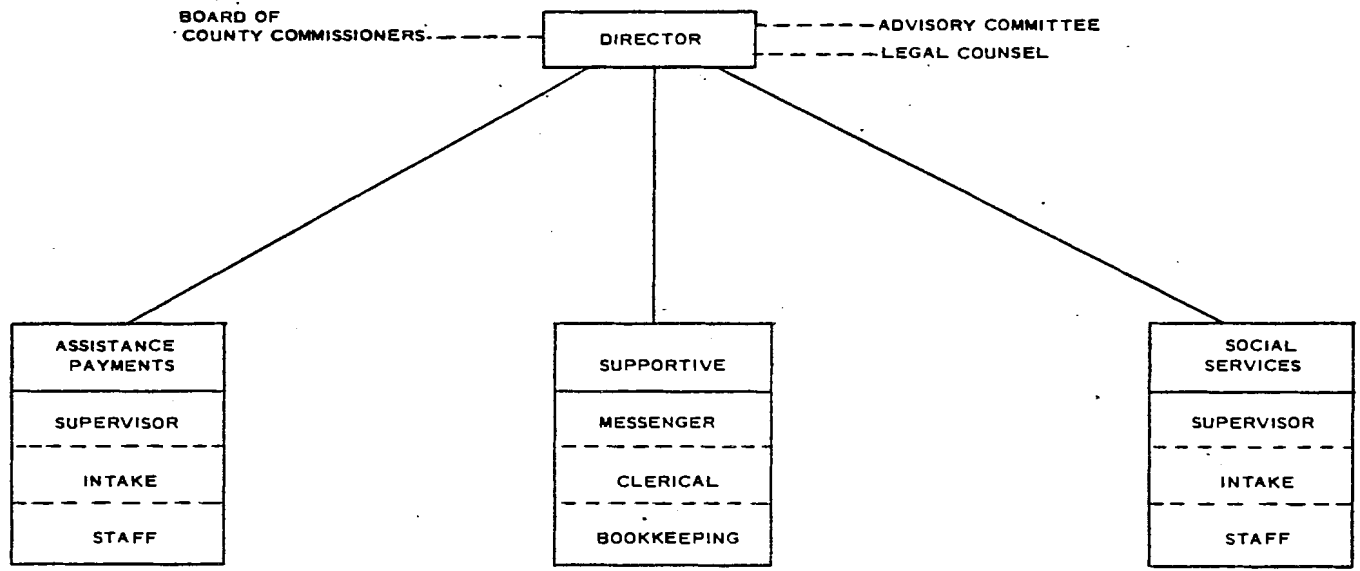 BOARD OF
COUNTY COMMISSIONERS
DIRECTOR
ADVISORY COMMITTEE
LEGAL COUNSEL
ASSISTANCE
PAYMENTS
SUPERVISOR
INTAKE
STAFF
SUPPORTIVE
MESSENGER
CLERICAL
BOOKKEEPING
SOCIAL
SERVICES
SUPERVISOR
INTAKE
STAFF